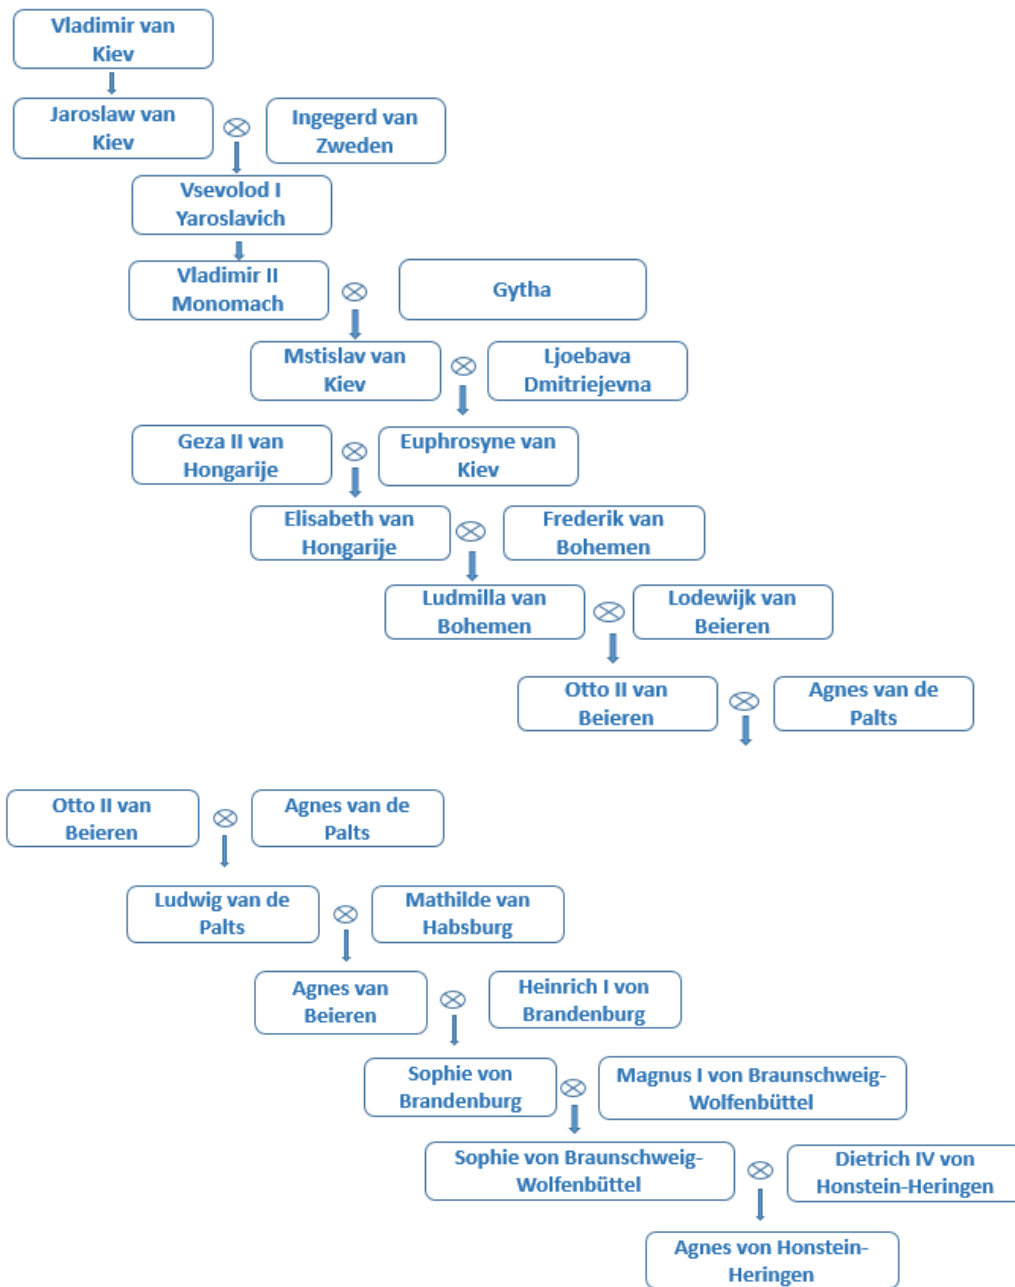 Vladimir van
Kiev
Jaroslaw van
Kiev
Ingegerd van
Zweden
Vsevolod I
Yaroslavich
Vladimir II
Monomach
Gytha
Mstislav van
Kiev
Ljoebava
Dmitriejevna
Geza II van
Hongarije
Euphrosyne van
Kiev
Elisabeth van
Hongarije
Frederik van
Bohemen
Ludmilla van
Bohemen
Lodewijk van
Beieren
Otto II van
Beieren
Agnes van de
Palts
Otto II van
Beieren
Agnes van de
Palts
Ludwig van de
Palts
Mathilde van
Habsburg
Agnes van
Beieren
Heinrich I von
Brandenburg
Sophie von
Brandenburg
Magnus I von Braunschweig-
Wolfenbüttel
Sophie von Braunschweig-
Wolfenbüttel
Dietrich IV von
Honstein-Heringen
Agnes von Honstein-
Heringen